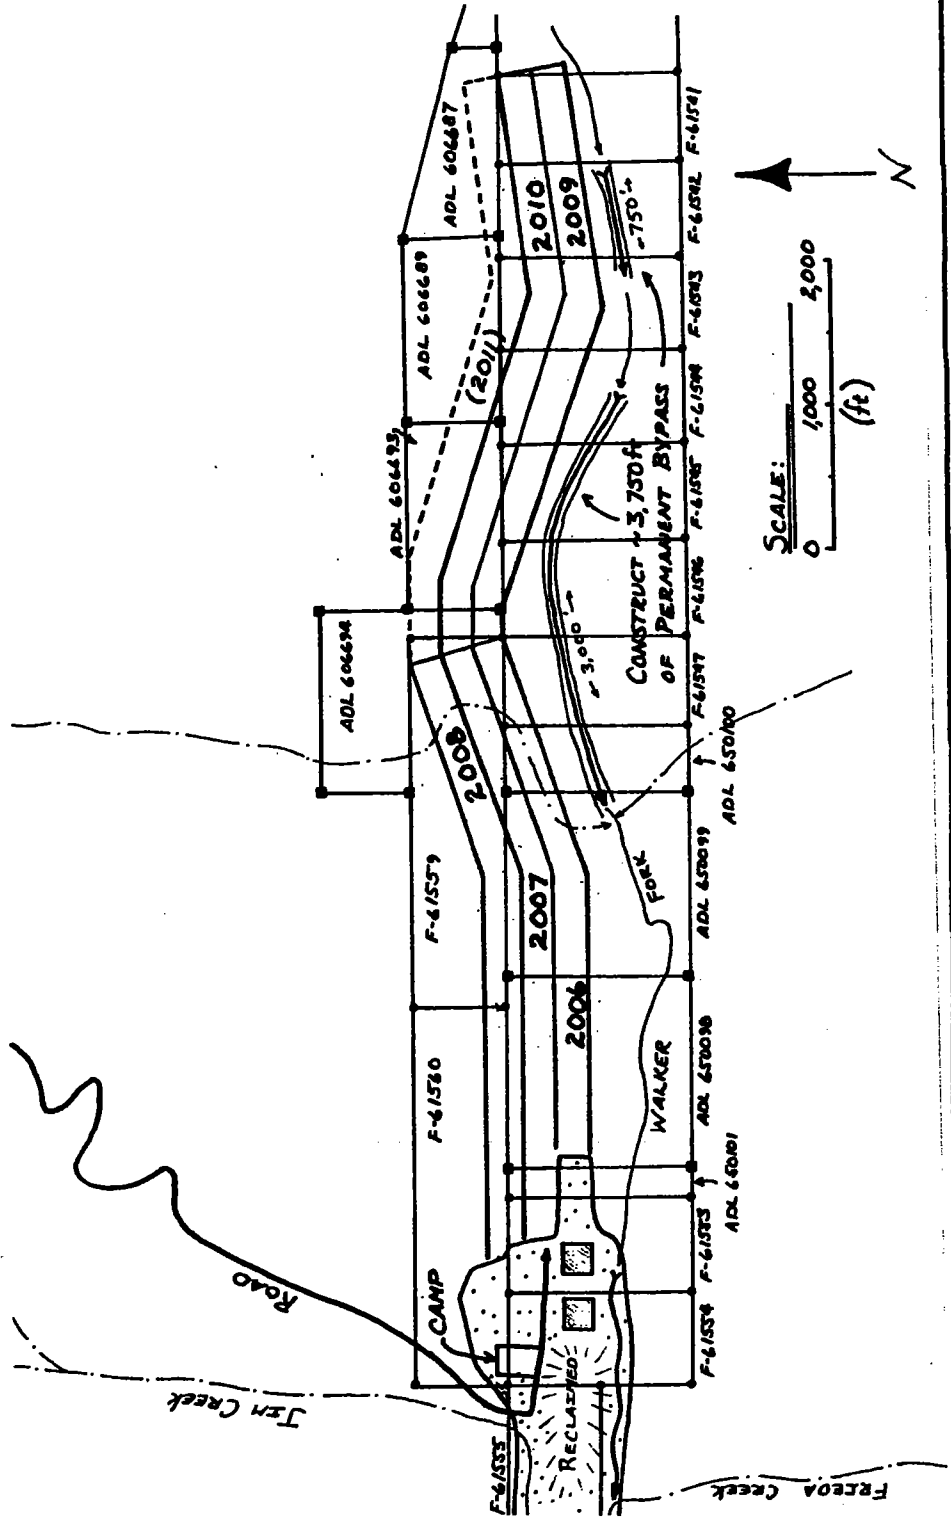 ADL 606687
ADL 606689
ADL 606693
ADL 606694
F-61559
F-61560
(2011)
2010
2009
2008
2007
2006
~750'
~3,000'
CONSTRUCT ~3,750ft
OF PERMANENT BYPASS
F-61541
F-61542
F-61543
F-61544
F-61545
F-61546
F-61547
ADL 650100
ADL 650099
ADL 650098
ADL 650101
F-61553
F-61554
F-61555
WALKER
FORK
ROAD
CAMP
RECLAIMED
JIM CREEK
FRIEDA CREEK
SCALE:
0 1,000 2,000
(ft)
N